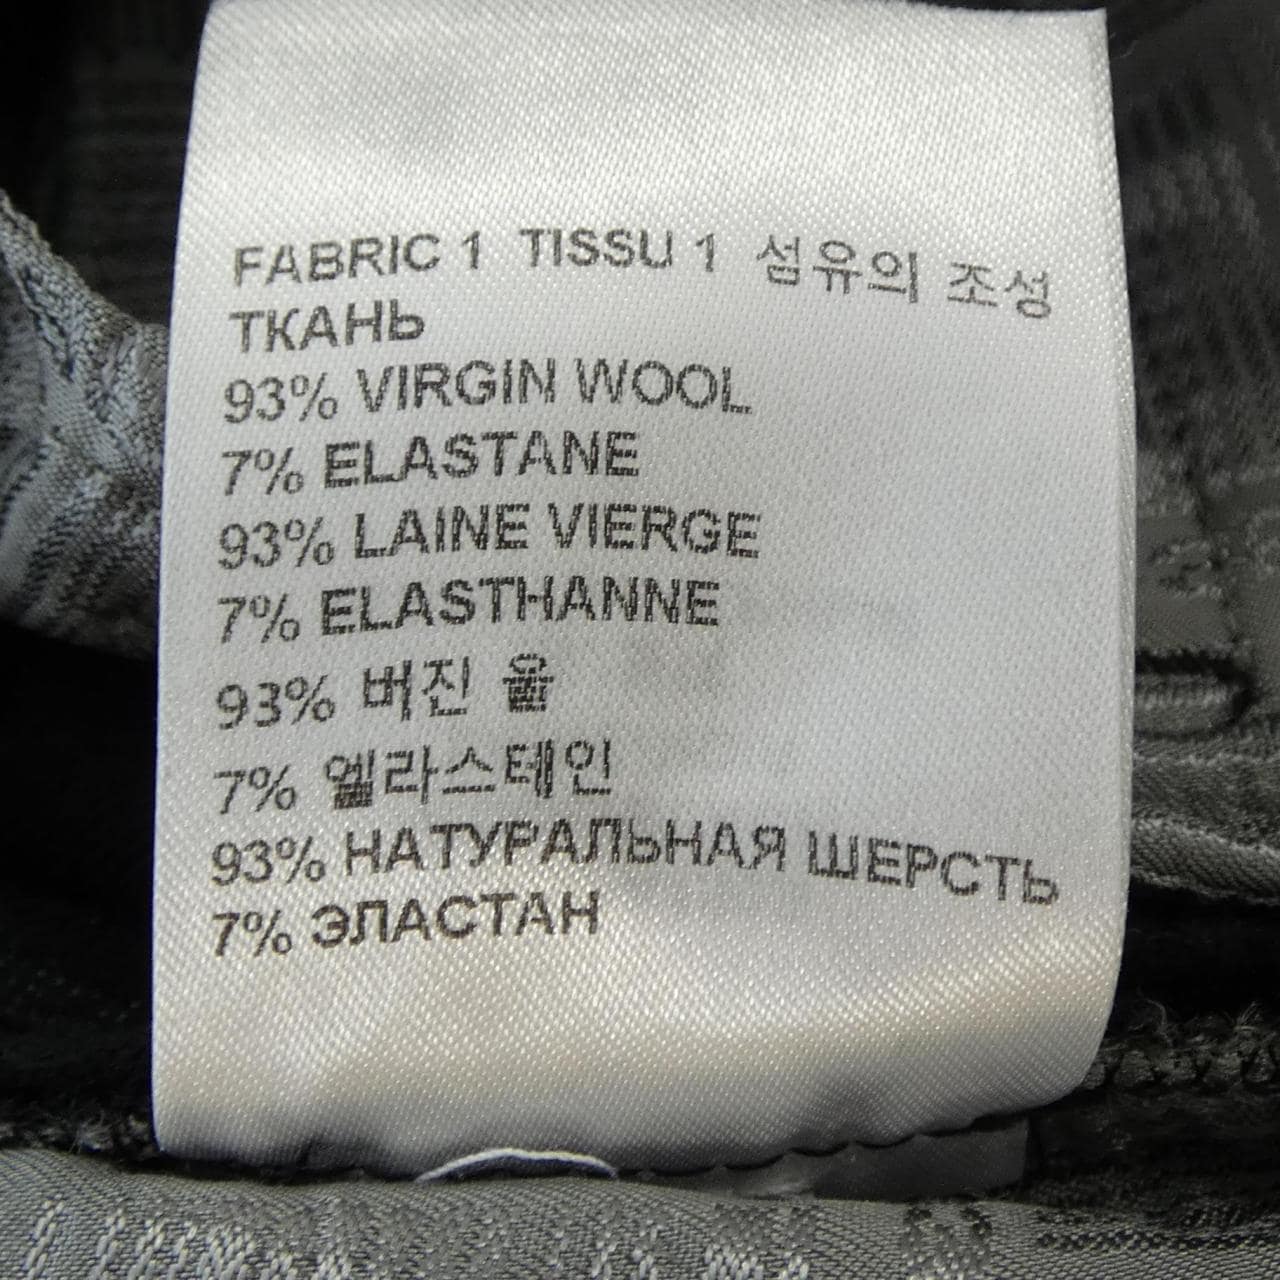 FABRIC 1 TISSU 1 섬유의 조성
ТКАНЬ
93% VIRGIN WOOL
7% ELASTANE
93% LAINE VIERGE
7% ELASTHANNE
93% 버진 울
7% 엘라스테인
93% НАТУРАЛЬНАЯ ШЕРСТЬ
7% ЭЛАСТАН